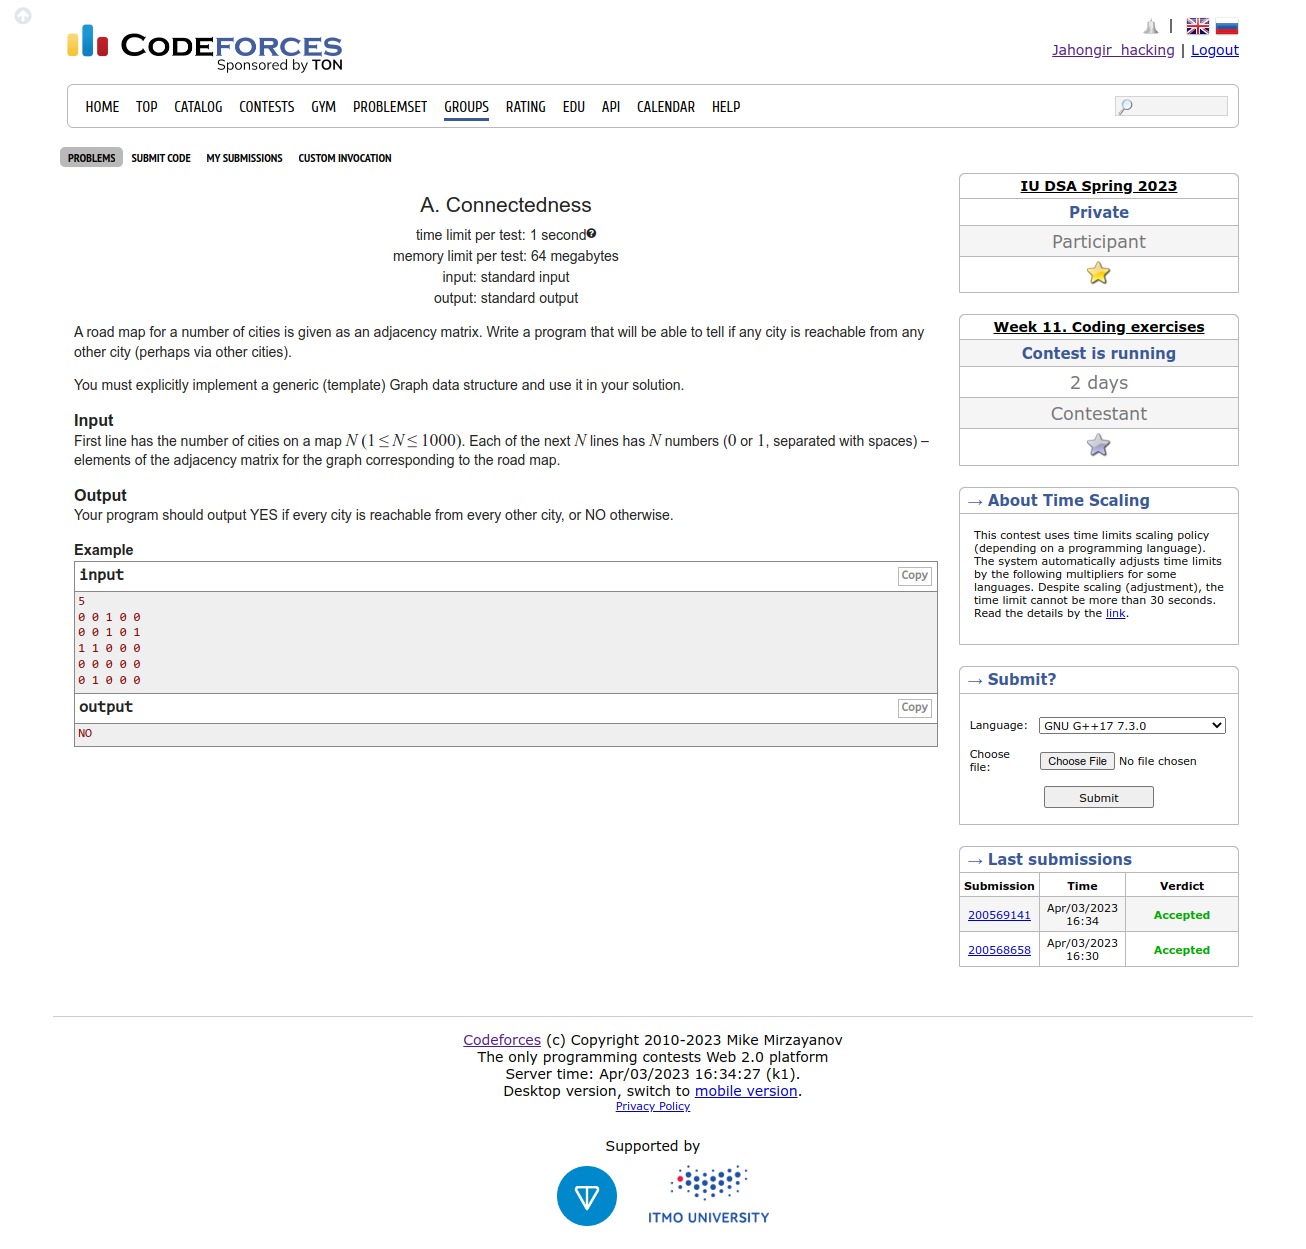 CODEFORCES
Sponsored by TON
Jahongir_hacking | Logout
HOME TOP CATALOG CONTESTS GYM PROBLEMSET GROUPS RATING EDU API CALENDAR HELP
PROBLEMS SUBMIT CODE MY SUBMISSIONS CUSTOM INVOCATION
A. Connectedness
time limit per test: 1 second
memory limit per test: 64 megabytes
input: standard input
output: standard output
A road map for a number of cities is given as an adjacency matrix. Write a program that will be able to tell if any city is reachable from any
other city (perhaps via other cities).
You must explicitly implement a generic (template) Graph data structure and use it in your solution.
Input
First line has the number of cities on a map N (1 ≤ N ≤ 1000). Each of the next N lines has N numbers (0 or 1, separated with spaces) –
elements of the adjacency matrix for the graph corresponding to the road map.
Output
Your program should output YES if every city is reachable from every other city, or NO otherwise.
Example
input Copy
5
0 0 1 0 0
0 0 1 0 1
1 1 0 0 0
0 0 0 0 0
0 1 0 0 0
output Copy
NO
IU DSA Spring 2023
Private
Participant
Week 11. Coding exercises
Contest is running
2 days
Contestant
→ About Time Scaling
This contest uses time limits scaling policy
(depending on a programming language).
The system automatically adjusts time limits
by the following multipliers for some
languages. Despite scaling (adjustment), the
time limit cannot be more than 30 seconds.
Read the details by the link.
→ Submit?
Language: GNU G++17 7.3.0
Choose
file: Choose File No file chosen
Submit
→ Last submissions
Submission Time Verdict
200569141 Apr/03/2023 16:34 Accepted
200568658 Apr/03/2023 16:30 Accepted
Codeforces (c) Copyright 2010-2023 Mike Mirzayanov
The only programming contests Web 2.0 platform
Server time: Apr/03/2023 16:34:27 (k1).
Desktop version, switch to mobile version.
Privacy Policy
Supported by
ITMO UNIVERSITY